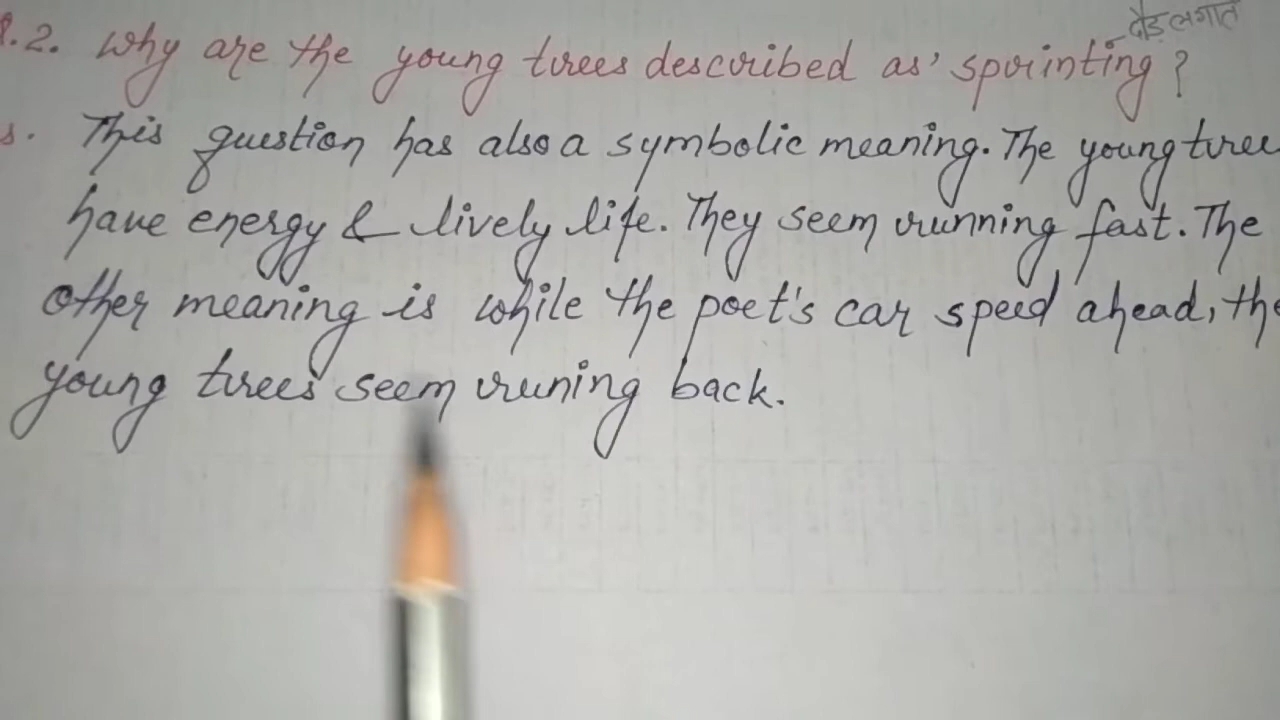 दौड़ लगाते
.2. Why are the young trees described as 'sprinting?
s. This question has also a symbolic meaning. The young tree
have energy & lively life. They seem running fast. The
other meaning is while the poet's car speed ahead, the
young trees seem runing back.